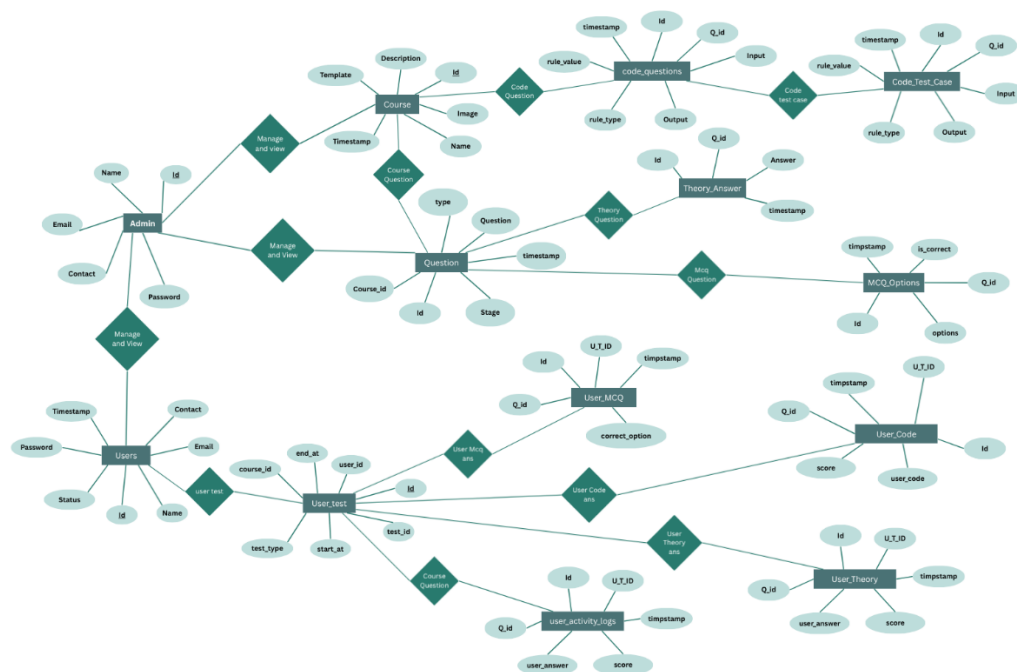 timestamp
Id
Q_id
Input
rule_value
code_questions
rule_type
Output
Code
Question
Code
test case
timestamp
Id
Q_id
rule_value
Code_Test_Case
Input
rule_type
Output
Description
Template
Id
Course
Image
Timestamp
Name
Manage
and view
Course
Question
Name
Id
Email
Admin
Contact
Password
Manage
and View
type
Question
timestamp
Question
Course_id
Id
Stage
Theory
Question
Q_id
Id
Answer
Theory_Answer
timestamp
Mcq
Question
timpstamp
is_correct
MCQ_Options
Q_id
Id
options
Manage
and View
Timestamp
Contact
Password
Email
Users
Status
Id
Name
user test
end_at
course_id
user_id
Id
User_test
test_id
test_type
start_at
User Mcq
ans
U_T_ID
Id
timpstamp
Q_id
User_MCQ
correct_option
User Code
ans
U_T_ID
timpstamp
Q_id
User_Code
Id
score
user_code
User
Theory
ans
Id
U_T_ID
timpstamp
Q_id
User_Theory
user_answer
score
Course
Question
Id
U_T_ID
timpstamp
Q_id
user_activity_logs
user_answer
score